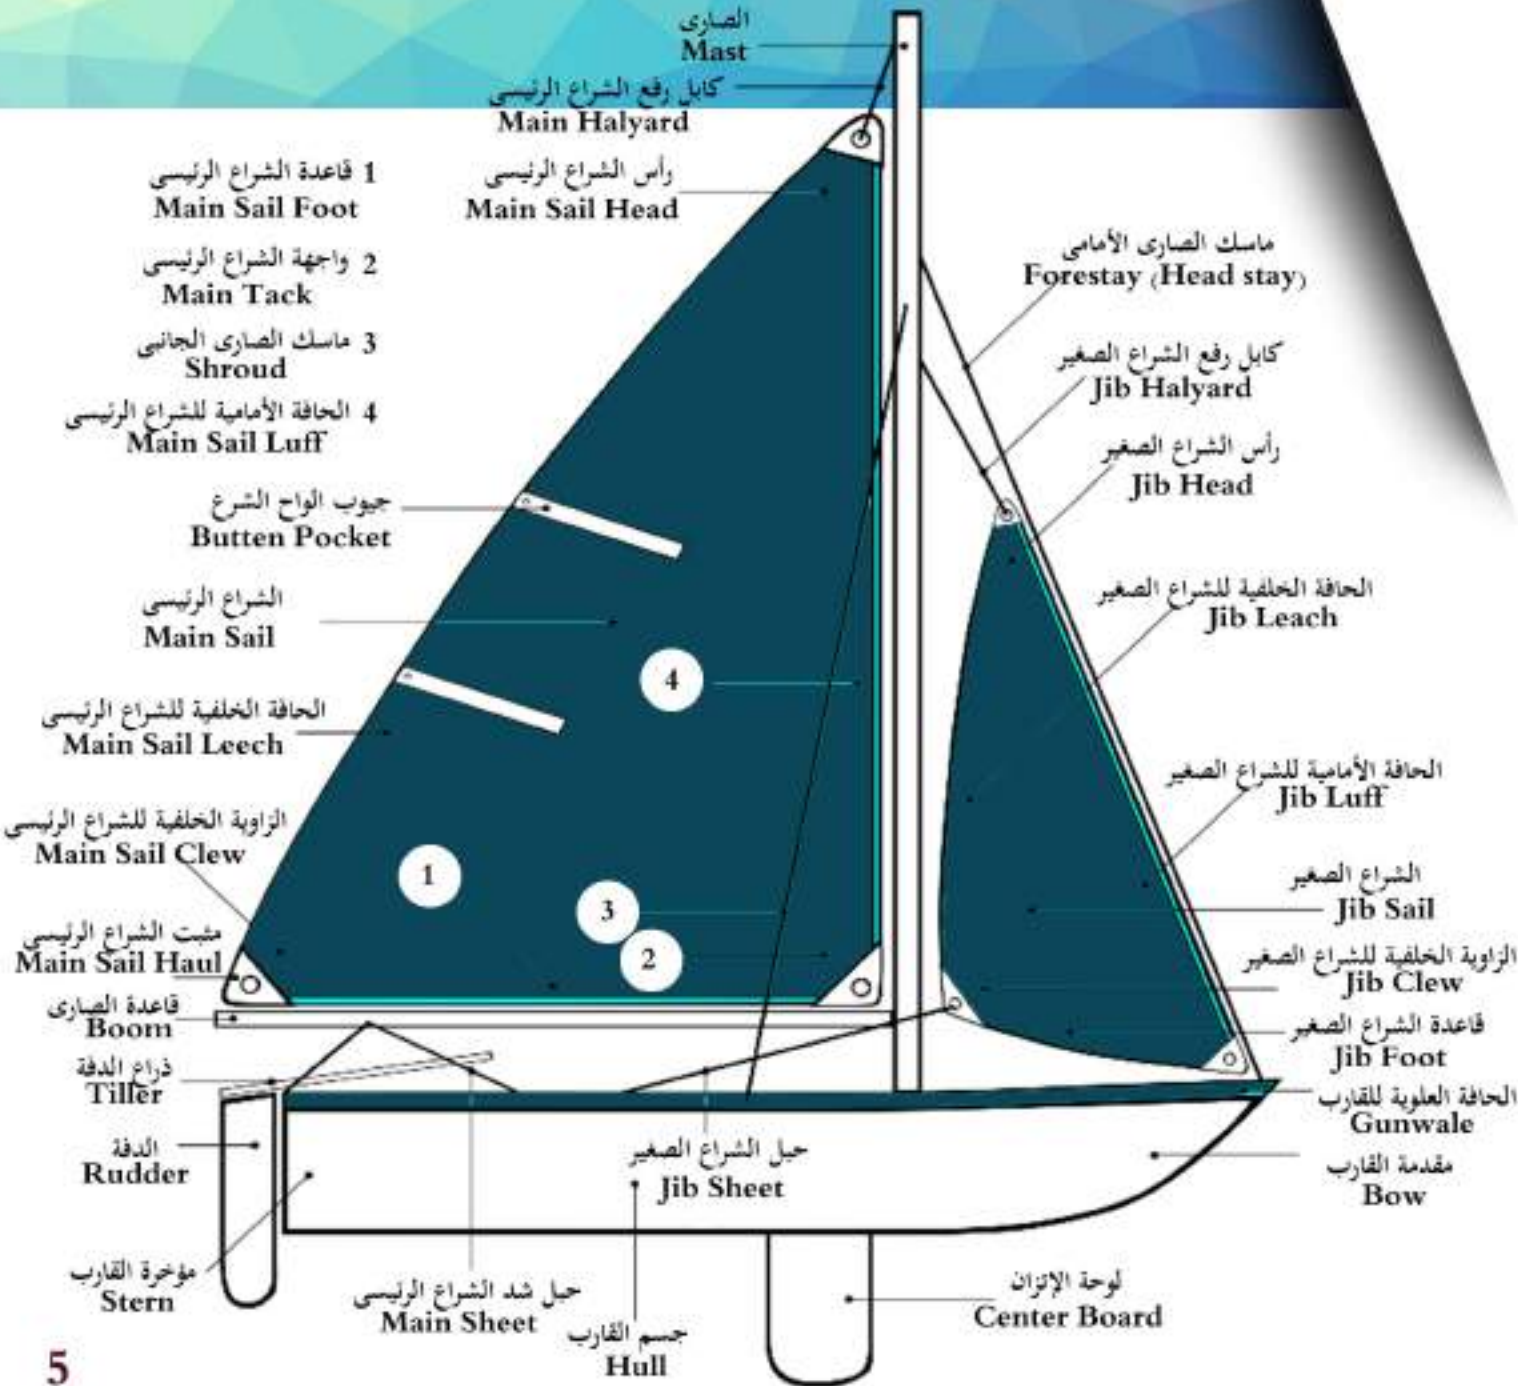 الصارى
Mast
كابل رفع الشراع الرئيسى
Main Halyard
رأس الشراع الرئيسى
Main Sail Head
1 قاعدة الشراع الرئيسى
Main Sail Foot
2 واجهة الشراع الرئيسى
Main Tack
3 ماسك الصارى الجانبى
Shroud
4 الحافة الأمامية للشراع الرئيسى
Main Sail Luff
جيوب الواح الشرع
Butten Pocket
الشراع الرئيسى
Main Sail
الحافة الخلفية للشراع الرئيسى
Main Sail Leech
الزاوية الخلفية للشراع الرئيسى
Main Sail Clew
مثبت الشراع الرئيسى
Main Sail Haul
قاعدة الصارى
Boom
ذراع الدفة
Tiller
الدفة
Rudder
مؤخرة القارب
Stern
4
1
3
2
ماسك الصارى الأمامى
Forestay (Head stay)
كابل رفع الشراع الصغير
Jib Halyard
رأس الشراع الصغير
Jib Head
الحافة الخلفية للشراع الصغير
Jib Leach
الحافة الأمامية للشراع الصغير
Jib Luff
الشراع الصغير
Jib Sail
الزاوية الخلفية للشراع الصغير
Jib Clew
قاعدة الشراع الصغير
Jib Foot
الحافة العلوية للقارب
Gunwale
مقدمة القارب
Bow
حبل الشراع الصغير
Jib Sheet
حبل شد الشراع الرئيسى
Main Sheet
جسم القارب
Hull
لوحة الإتزان
Center Board
5